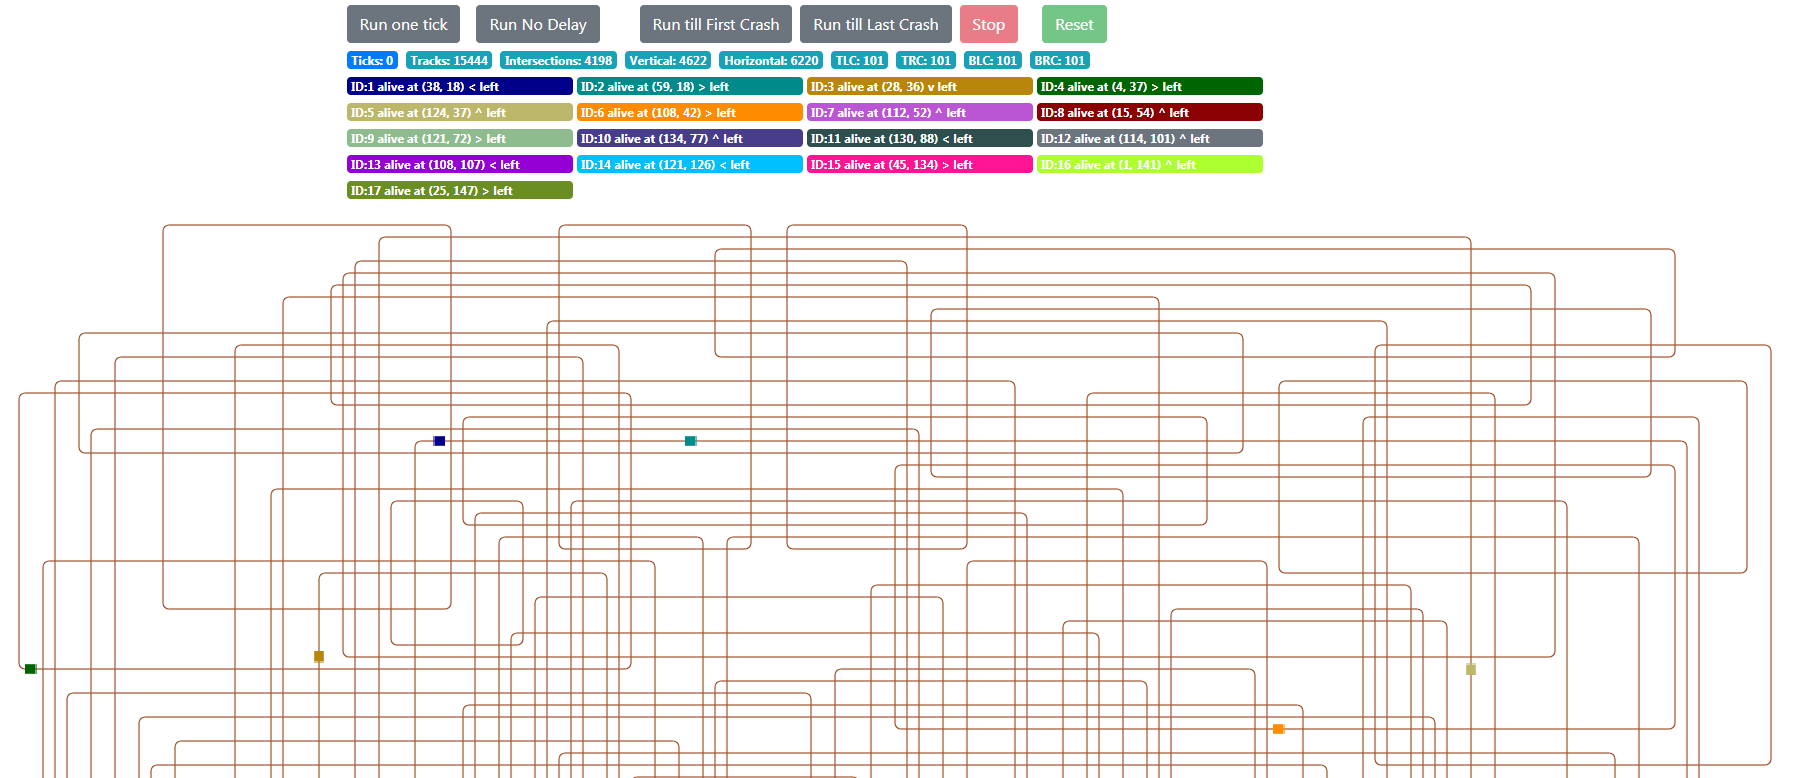 Run one tick Run No Delay Run till First Crash Run till Last Crash Stop Reset
Ticks: 0 Tracks: 15444 Intersections: 4198 Vertical: 4622 Horizontal: 6220 TLC: 101 TRC: 101 BLC: 101 BRC: 101
ID:1 alive at (38, 18) < left ID:2 alive at (59, 18) > left ID:3 alive at (28, 36) v left ID:4 alive at (4, 37) > left
ID:5 alive at (124, 37) ^ left ID:6 alive at (108, 42) > left ID:7 alive at (112, 52) ^ left ID:8 alive at (15, 54) ^ left
ID:9 alive at (121, 72) > left ID:10 alive at (134, 77) ^ left ID:11 alive at (130, 88) < left ID:12 alive at (114, 101) ^ left
ID:13 alive at (108, 107) < left ID:14 alive at (121, 126) < left ID:15 alive at (45, 134) > left ID:16 alive at (1, 141) ^ left
ID:17 alive at (25, 147) > left